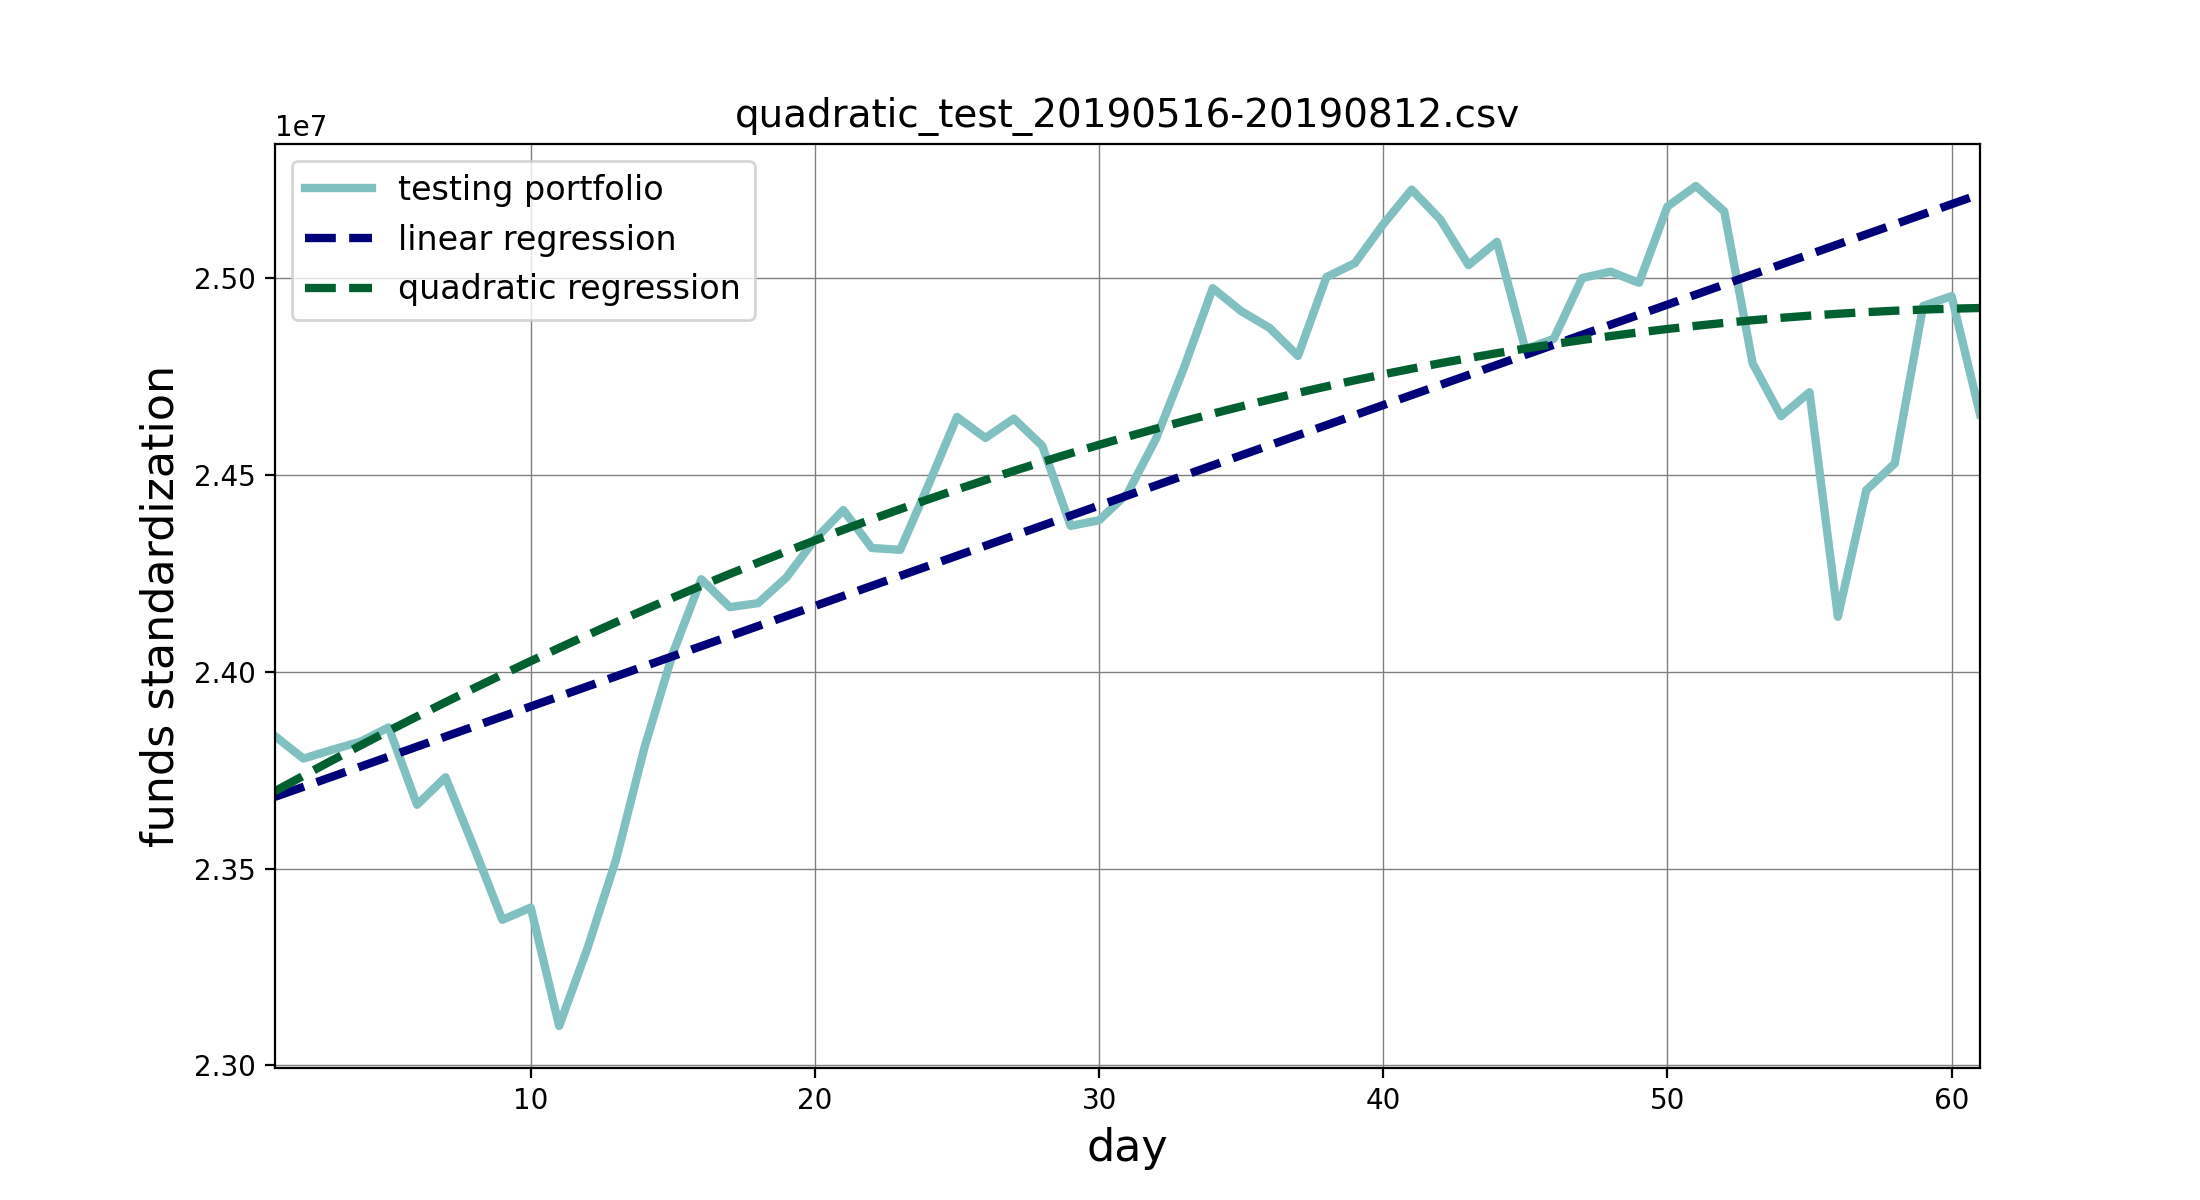 quadratic_test_20190516-20190812.csv
1e7
testing portfolio
linear regression
quadratic regression
2.50
2.45
2.40
2.35
2.30
funds standardization
10 20 30 40 50 60
day